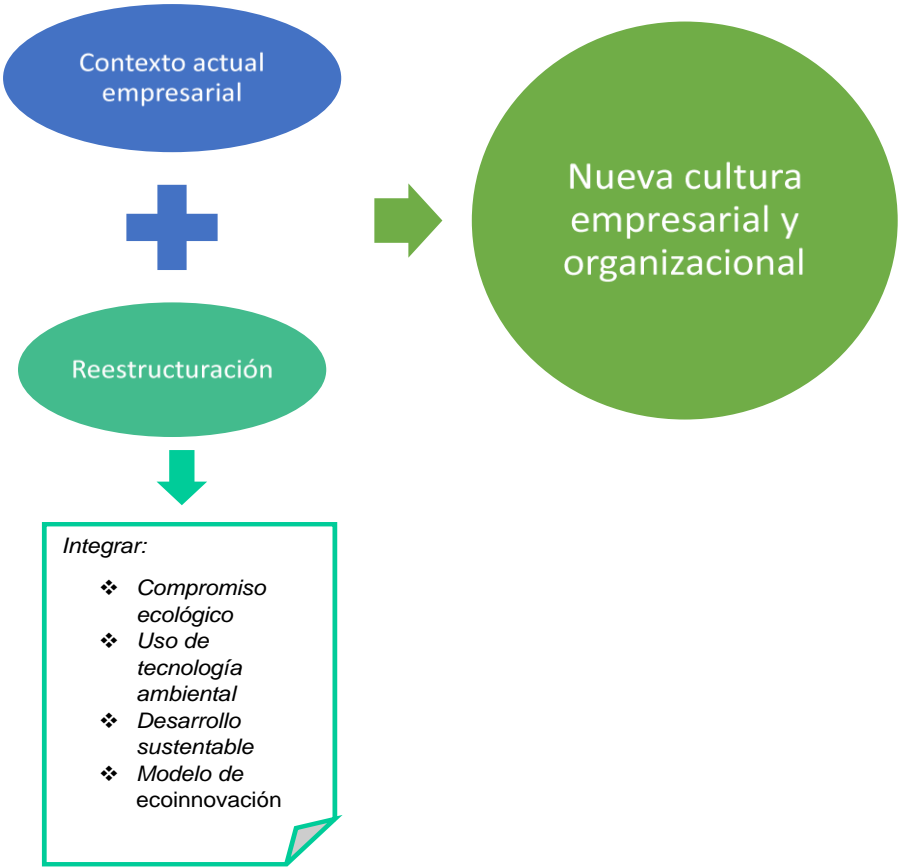 Contexto actual
empresarial
Nueva cultura
empresarial y
organizacional
Reestructuración
Integrar:
❖ Compromiso
ecológico
❖ Uso de
tecnología
ambiental
❖ Desarrollo
sustentable
❖ Modelo de
ecoinnovación